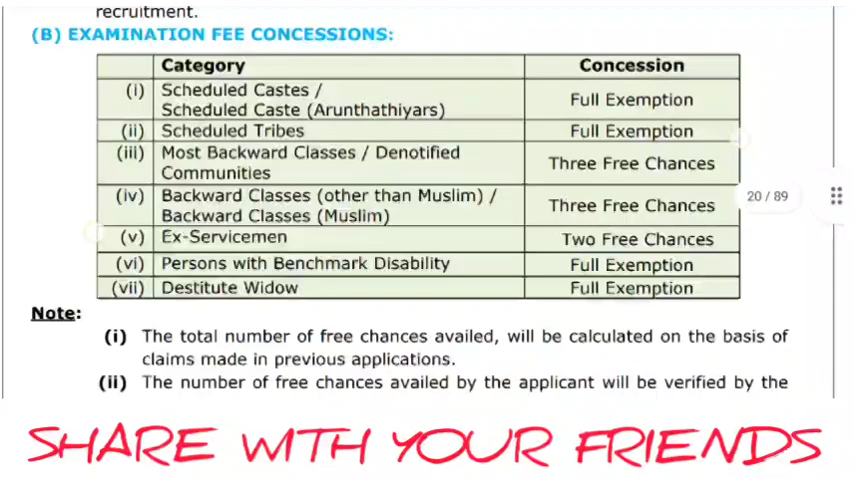 recruitment.
(B) EXAMINATION FEE CONCESSIONS:
Category Concession
(i) Scheduled Castes /
Scheduled Caste (Arunthathiyars) Full Exemption
(ii) Scheduled Tribes Full Exemption
(iii) Most Backward Classes / Denotified
Communities Three Free Chances
(iv) Backward Classes (other than Muslim) /
Backward Classes (Muslim) Three Free Chances
20 / 89
(v) Ex-Servicemen Two Free Chances
(vi) Persons with Benchmark Disability Full Exemption
(vii) Destitute Widow Full Exemption
Note:
(i) The total number of free chances availed, will be calculated on the basis of
claims made in previous applications.
(ii) The number of free chances availed by the applicant will be verified by the
SHARE WITH YOUR FRIENDS